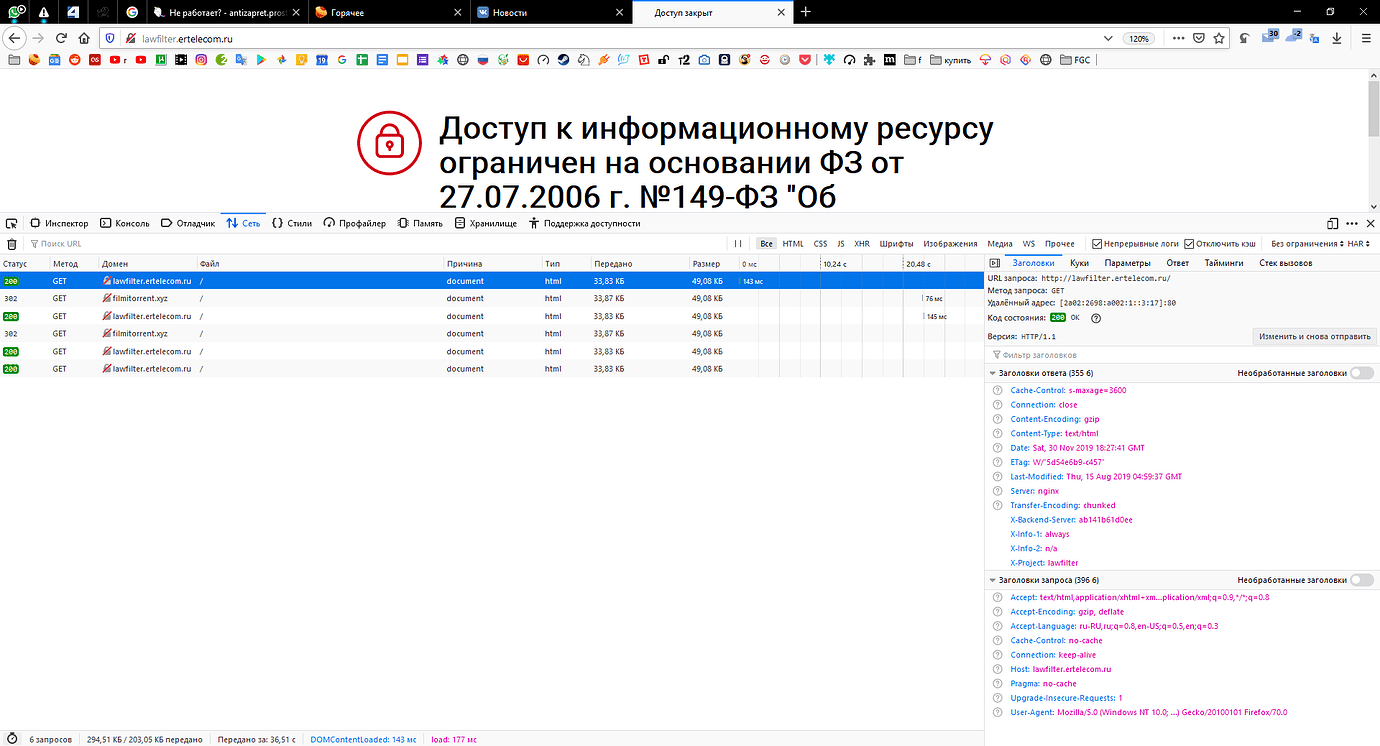 Не работает? - antizapret.prost
Горячее
Новости
Доступ закрыт
lawfilter.ertelecom.ru
120%
30
-2
f
купить
FGC
Доступ к информационному ресурсу
ограничен на основании ФЗ от
27.07.2006 г. №149-ФЗ "Об
Инспектор Консоль Отладчик Сеть Стили Профайлер Память Хранилище Поддержка доступности
Поиск URL
Все HTML CSS JS XHR Шрифты Изображения Медиа WS Прочее Непрерывные логи Отключить кэш Без ограничения HAR
Статус Метод Домен Файл Причина Тип Передано Размер 0 мс 10,24 с 20,48 с
200 GET lawfilter.ertelecom.ru / document html 33,83 КБ 49,08 КБ 143 мс
302 GET filmitorrent.xyz / document html 33,87 КБ 49,08 КБ 76 мс
200 GET lawfilter.ertelecom.ru / document html 33,83 КБ 49,08 КБ 145 мс
302 GET filmitorrent.xyz / document html 33,87 КБ 49,08 КБ
200 GET lawfilter.ertelecom.ru / document html 33,83 КБ 49,08 КБ
200 GET lawfilter.ertelecom.ru / document html 33,83 КБ 49,08 КБ
Заголовки Куки Параметры Ответ Тайминги Стек вызовов
URL запроса: http://lawfilter.ertelecom.ru/
Метод запроса: GET
Удалённый адрес: [2a02:2698:a002:1::3:17]:80
Код состояния: 200 OK
Версия: HTTP/1.1
Изменить и снова отправить
Фильтр заголовков
Заголовки ответа (355 б) Необработанные заголовки
Cache-Control: s-maxage=3600
Connection: close
Content-Encoding: gzip
Content-Type: text/html
Date: Sat, 30 Nov 2019 18:27:41 GMT
ETag: W/"5d54e6b9-c457"
Last-Modified: Thu, 15 Aug 2019 04:59:37 GMT
Server: nginx
Transfer-Encoding: chunked
X-Backend-Server: ab141b61d0ee
X-Info-1: always
X-Info-2: n/a
X-Project: lawfilter
Заголовки запроса (396 б) Необработанные заголовки
Accept: text/html,application/xhtml+xm…plication/xml;q=0.9,*/*;q=0.8
Accept-Encoding: gzip, deflate
Accept-Language: ru-RU,ru;q=0.8,en-US;q=0.5,en;q=0.3
Cache-Control: no-cache
Connection: keep-alive
Host: lawfilter.ertelecom.ru
Pragma: no-cache
Upgrade-Insecure-Requests: 1
User-Agent: Mozilla/5.0 (Windows NT 10.0; …) Gecko/20100101 Firefox/70.0
6 запросов 294,51 КБ / 203,05 КБ передано Передано за: 36,51 с DOMContentLoaded: 143 мс load: 177 мс